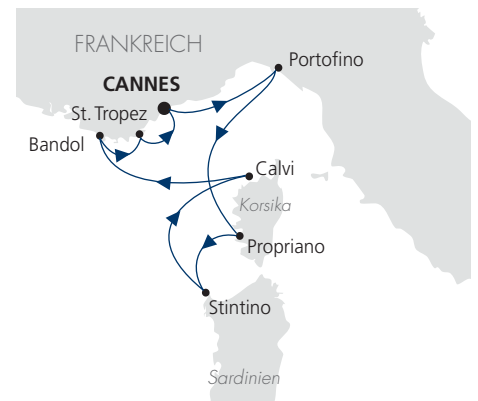 FRANKREICH
Portofino
CANNES
St. Tropez
Bandol
Calvi
Korsika
Propriano
Stintino
Sardinien